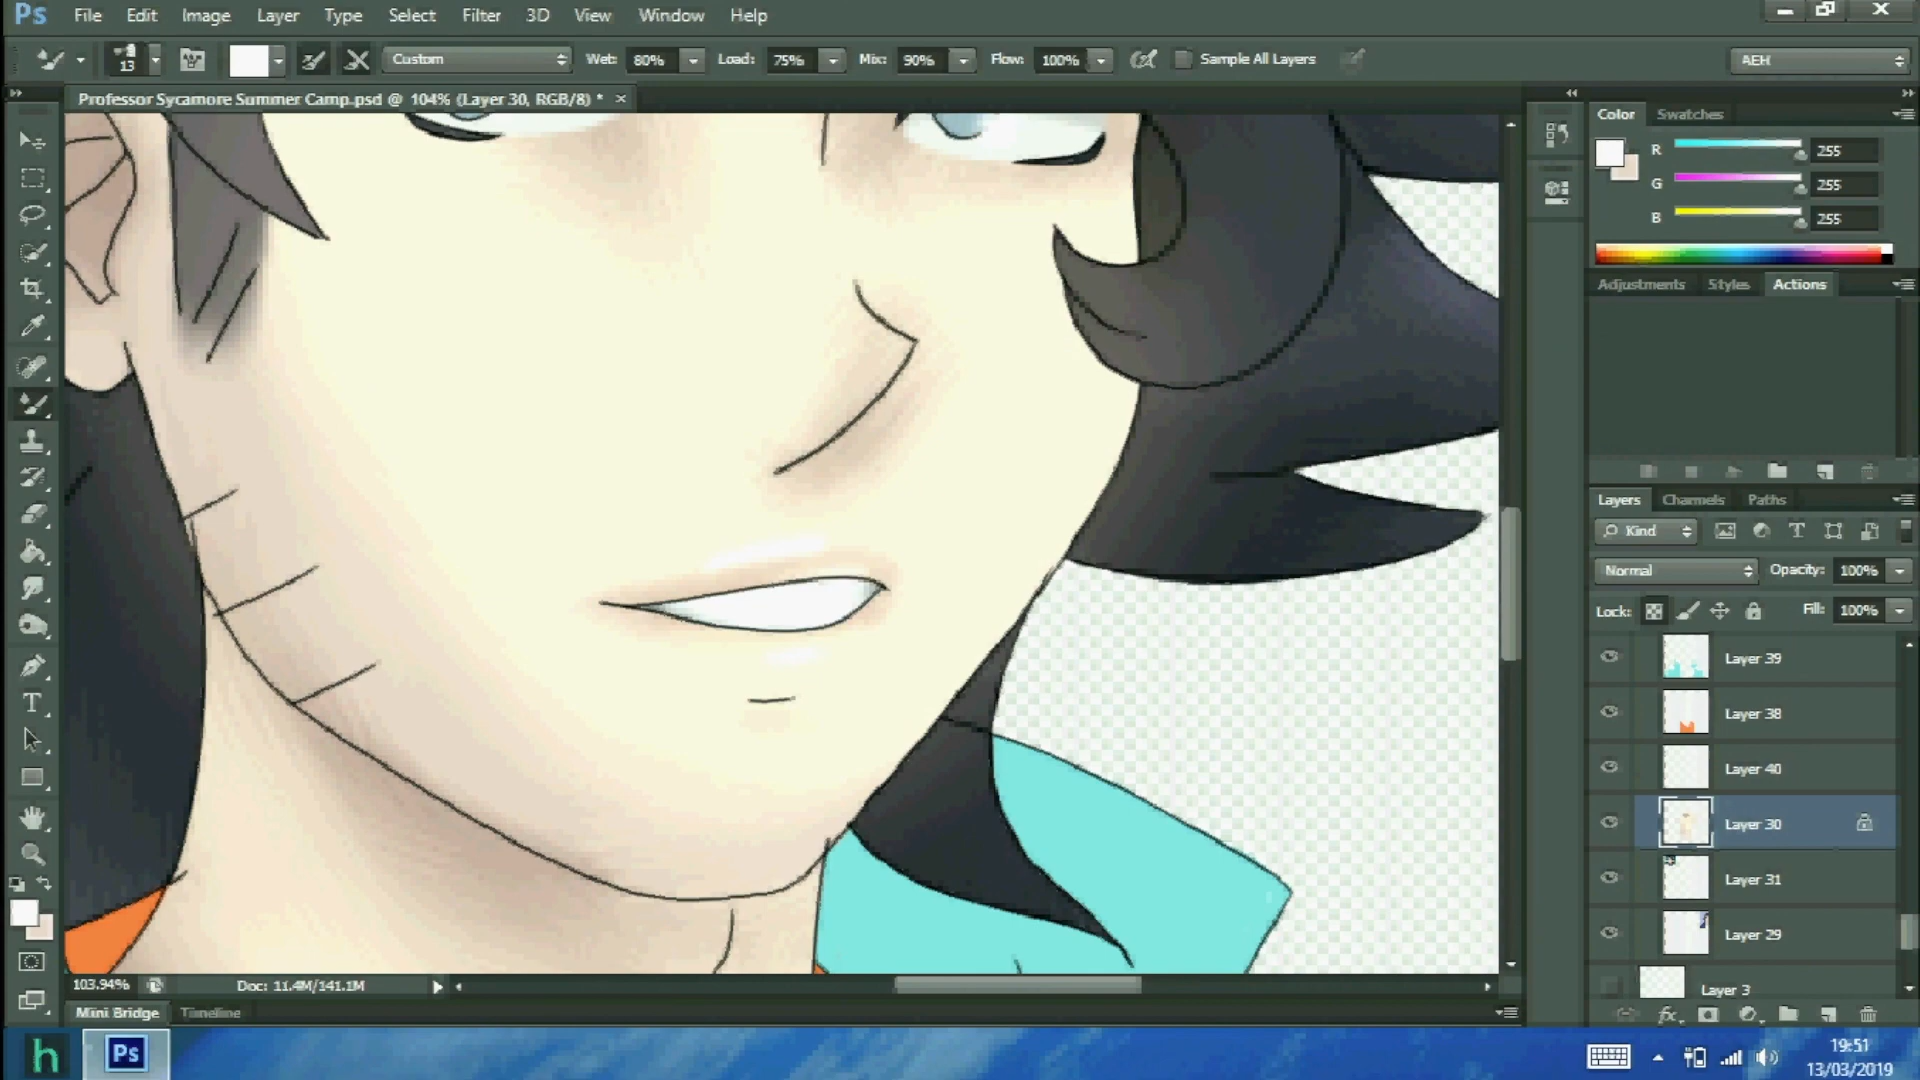 Ps File Edit Image Layer Type Select Filter 3D View Window Help
13 Custom Wet: 80% Load: 75% Mix: 90% Flow: 100% Sample All Layers AEH
Professor Sycamore Summer Camp.psd @ 104% (Layer 30, RGB/8) * ×
Color Swatches
R 255
G 255
B 255
Adjustments Styles Actions
Layers Channels Paths
Kind T
Normal Opacity: 100%
Lock: Fill: 100%
Layer 39
Layer 38
Layer 40
Layer 30
Layer 31
Layer 29
Layer 3
fx
T
103.94% Doc: 11.4M/141.1M
Mini Bridge Timeline
h Ps
19:51
13/03/2019